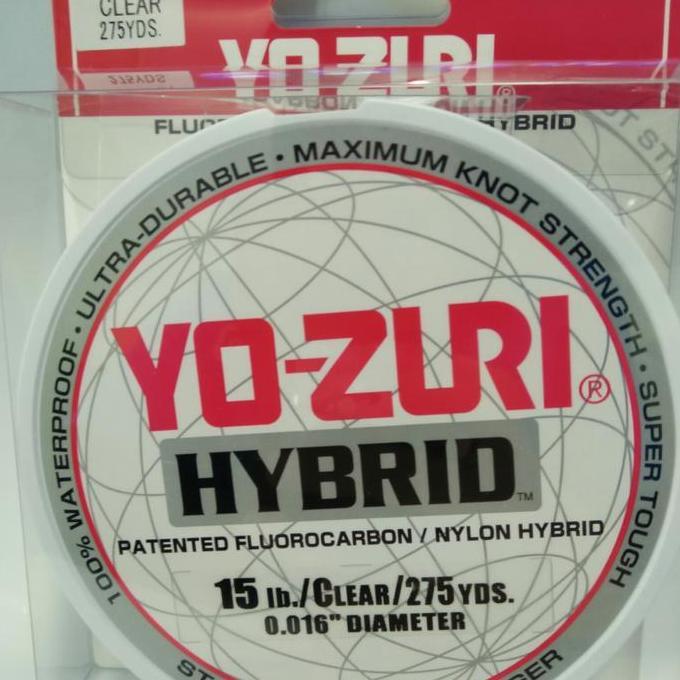 CLEAR
275YDS.
YO-ZURI®
HYBRID
100% WATERPROOF • ULTRA-DURABLE • MAXIMUM KNOT STRENGTH • SUPER TOUGH
YO-ZURI®
HYBRID™
PATENTED FLUOROCARBON / NYLON HYBRID
15 lb./CLEAR/275YDS.
0.016" DIAMETER